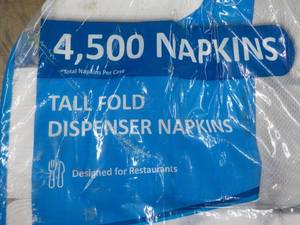 4,500 NAPKINS*
*Total Napkins Per Case
TALL FOLD
DISPENSER NAPKINS
Designed for Restaurants